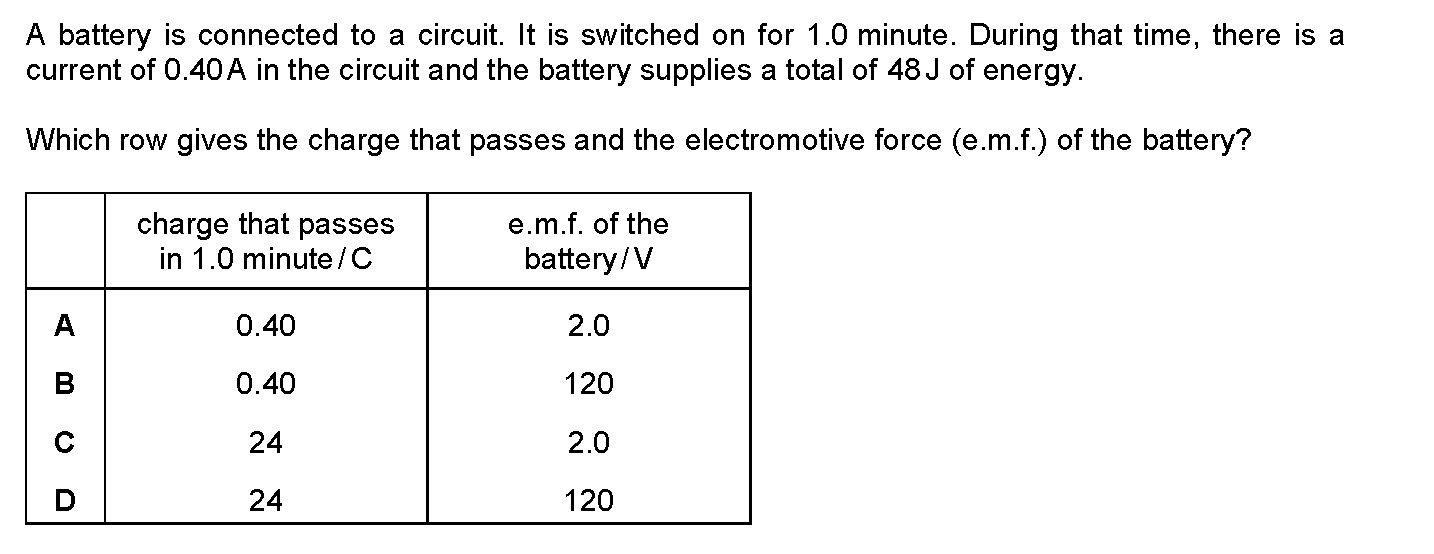 A battery is connected to a circuit. It is switched on for 1.0 minute. During that time, there is a
current of 0.40 A in the circuit and the battery supplies a total of 48 J of energy.
Which row gives the charge that passes and the electromotive force (e.m.f.) of the battery?
charge that passes in 1.0 minute / C
e.m.f. of the battery / V
A 0.40 2.0
B 0.40 120
C 24 2.0
D 24 120